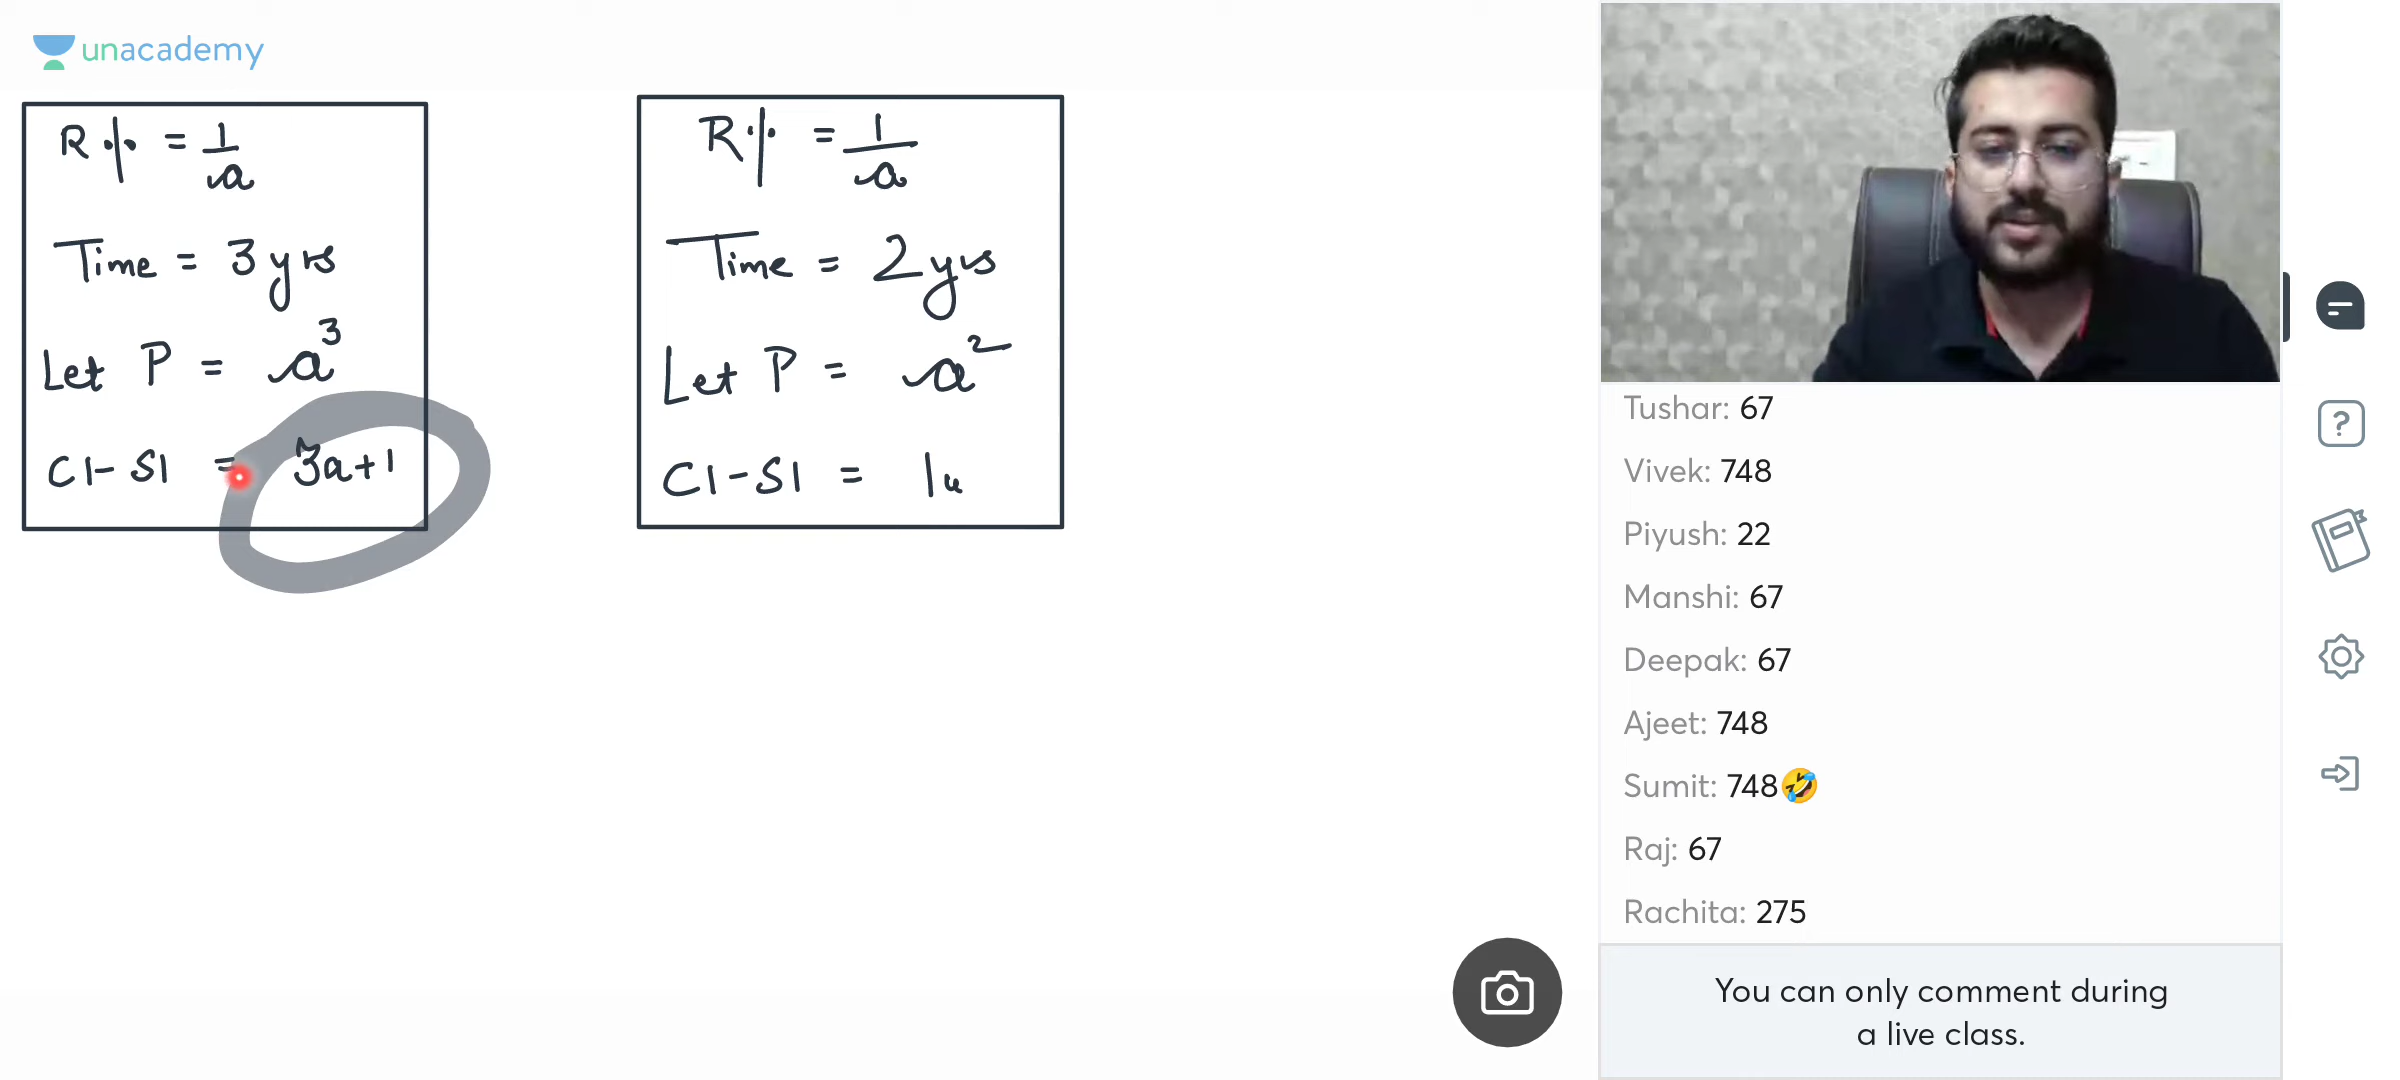 unacademy
R% = 1/a
Time = 3 yrs
Let P = a³
CI-SI = 3a+1
R% = 1/a
Time = 2 yrs
Let P = a²
CI-SI = 1u
Tushar: 67
Vivek: 748
Piyush: 22
Manshi: 67
Deepak: 67
Ajeet: 748
Sumit: 748🤣
Raj: 67
Rachita: 275
You can only comment during
a live class.
?